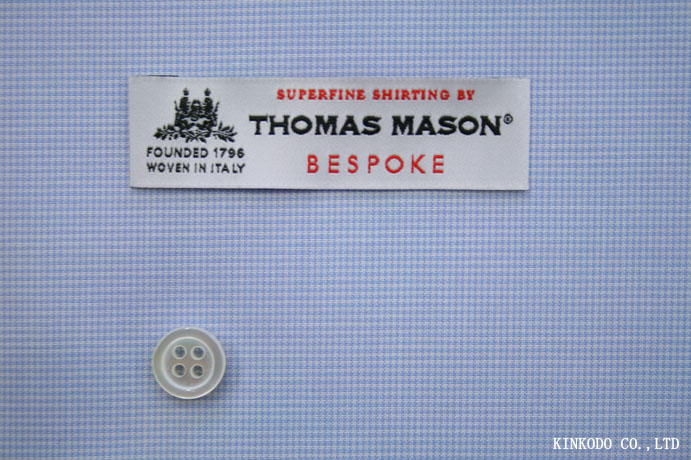 SUPERFINE SHIRTING BY
THOMAS MASON®
BESPOKE
FOUNDED 1796
WOVEN IN ITALY
KINKODO CO.,LTD